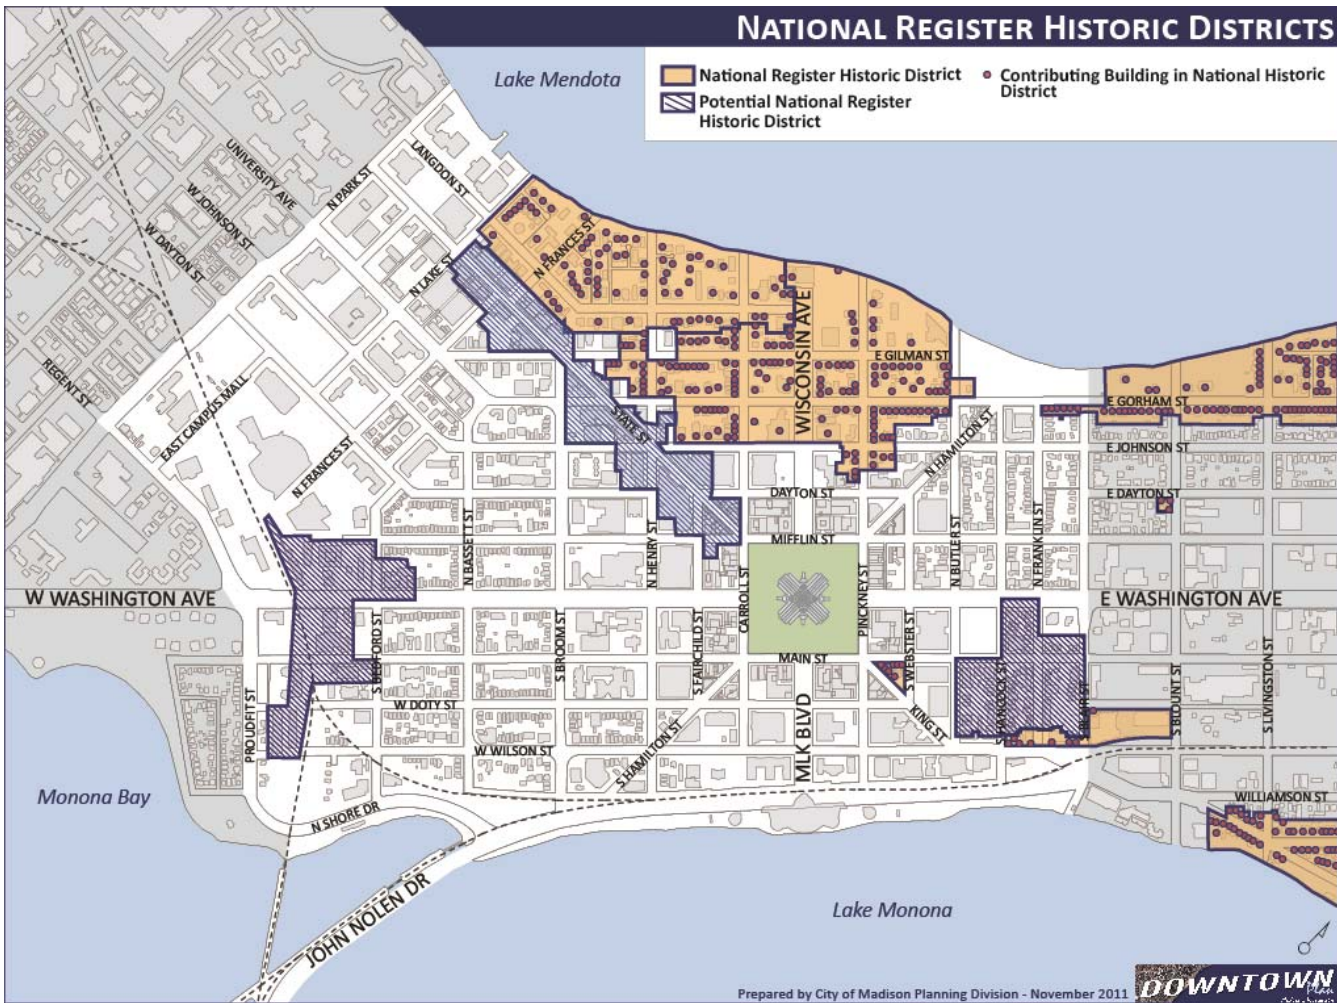 NATIONAL REGISTER HISTORIC DISTRICTS
National Register Historic District
Potential National Register
Historic District
Contributing Building in National Historic
District
Lake Mendota
UNIVERSITY AVE
W JOHNSON ST
W DAYTON ST
N PARK ST
LANGDON ST
N LAKE ST
N FRANCES ST
WISCONSIN AVE
E GILMAN ST
E GORHAM ST
E JOHNSON ST
E DAYTON ST
N HAMILTON ST
REGENT ST
EAST CAMPUS MALL
N FRANCES ST
STATE ST
DAYTON ST
MIFFLIN ST
N BASSETT ST
N HENRY ST
N BUTLER ST
N FRANKLIN ST
W WASHINGTON AVE
E WASHINGTON AVE
CARROLL ST
PINCKNEY ST
MAIN ST
S BEDFORD ST
S BROOM ST
S FAIRCHILD ST
S WEBSTER ST
S HANCOCK ST
S BLAIR ST
S BLOUNT ST
S LIVINGSTON ST
PROUDFIT ST
W DOTY ST
W WILSON ST
S HAMILTON ST
MLK BLVD
KING ST
WILLIAMSON ST
Monona Bay
N SHORE DR
JOHN NOLEN DR
Lake Monona
Prepared by City of Madison Planning Division - November 2011
DOWNTOWN
Plan